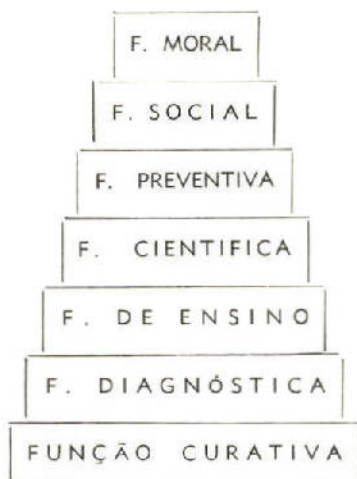 F. MORAL
F. SOCIAL
F. PREVENTIVA
F. CIENTIFICA
F. DE ENSINO
F. DIAGNÓSTICA
FUNÇÃO CURATIVA